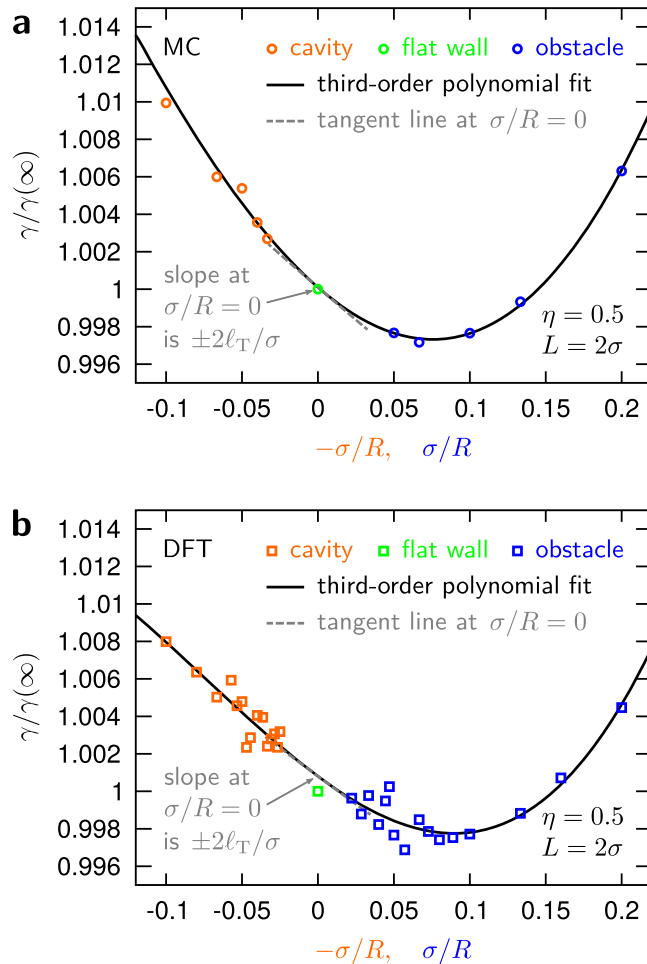 a
MC
cavity flat wall obstacle
third-order polynomial fit
tangent line at σ/R = 0
γ/γ(∞)
1.014
1.012
1.01
1.008
1.006
1.004
1.002
1
0.998
0.996
slope at
σ/R = 0
is ±2ℓ_T/σ
η = 0.5
L = 2σ
-0.1 -0.05 0 0.05 0.1 0.15 0.2
−σ/R, σ/R
b
DFT
cavity flat wall obstacle
third-order polynomial fit
tangent line at σ/R = 0
γ/γ(∞)
1.014
1.012
1.01
1.008
1.006
1.004
1.002
1
0.998
0.996
slope at
σ/R = 0
is ±2ℓ_T/σ
η = 0.5
L = 2σ
-0.1 -0.05 0 0.05 0.1 0.15 0.2
−σ/R, σ/R